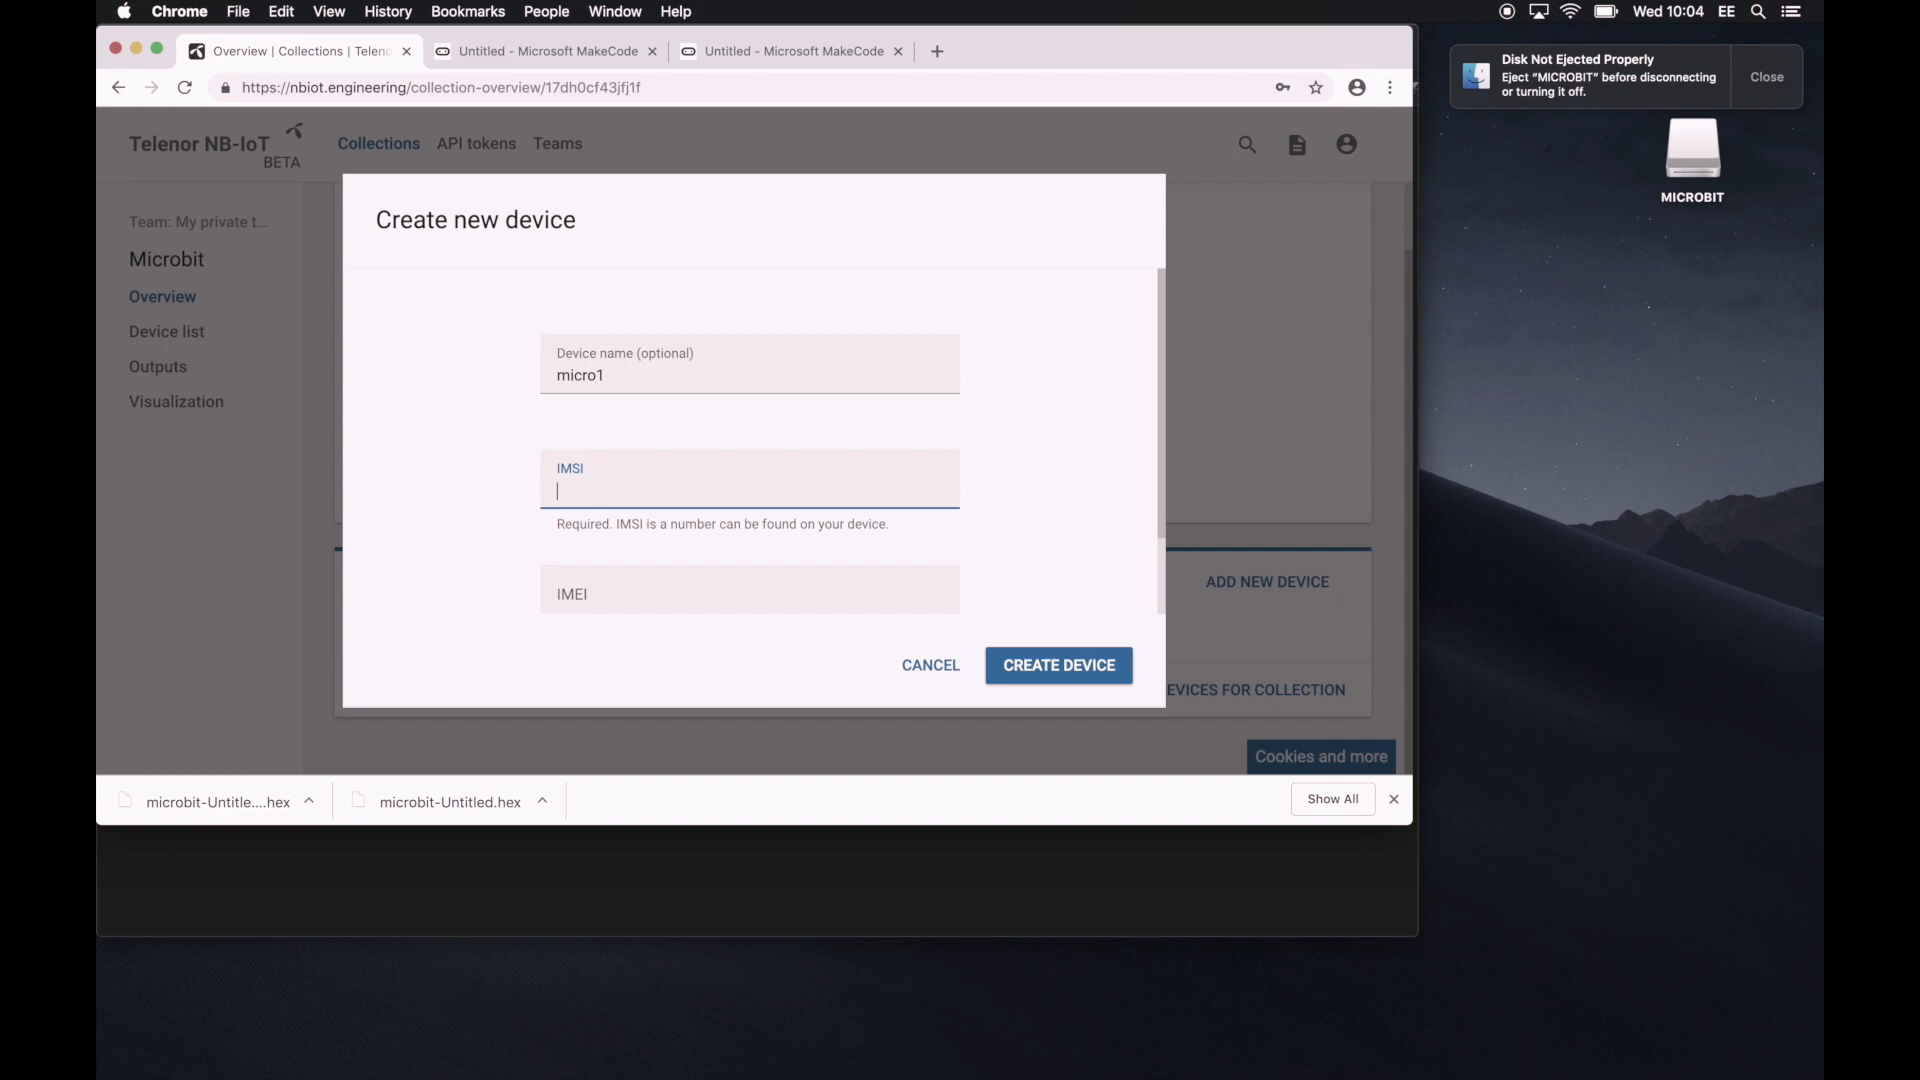 Chrome File Edit View History Bookmarks People Window Help
Wed 10:04 EE
Overview | Collections | Teleno
Untitled - Microsoft MakeCode
Untitled - Microsoft MakeCode
https://nbiot.engineering/collection-overview/17dh0cf43jfj1f
Disk Not Ejected Properly
Eject “MICROBIT” before disconnecting
or turning it off.
Close
MICROBIT
Telenor NB-IoT
BETA
Collections API tokens Teams
Team: My private t...
Microbit
Overview
Device list
Outputs
Visualization
Create new device
Device name (optional)
micro1
IMSI
Required. IMSI is a number can be found on your device.
IMEI
CANCEL
CREATE DEVICE
ADD NEW DEVICE
EVICES FOR COLLECTION
Cookies and more
microbit-Untitle....hex
microbit-Untitled.hex
Show All